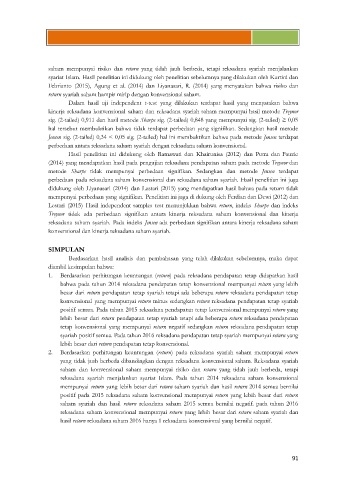 saham mempunyai risiko dan return yang tidak jauh berbeda, tetapi reksadana syariah menjalankan
syariat Islam. Hasil penelitian ini didukung oleh penelitian sebelumnya yang dilakukan oleh Kurtini dan
Febrianto (2015), Agung et al. (2014) dan Liyanasari, R. (2014) yang menyatakan bahwa risiko dan
return syariah saham hampir mirip dengan konvensional saham.
Dalam hasil uji independent t-test yang dilakukan terdapat hasil yang menyatakan bahwa
kinerja reksadana konvensional saham dan reksadana syariah saham mempunyai hasil metode Treynor
sig. (2-tailed) 0,911 dan hasil metode Sharpe sig. (2-tailed) 0,848 yang mempunyai sig. (2-tailed) ≥ 0,05
hal tersebut membuktikan bahwa tidak terdapat perbedaan yang signifikan. Sedangkan hasil metode
Jensen sig. (2-tailed) 0,34 < 0,05 sig. (2-tailed) hal ini membuktikan bahwa pada metode Jensen terdapat
perbedaan antara reksadana saham syariah dengan reksadana saham konvensional.
Hasil penelitian ini didukung oleh Ratnawati dan Khairunisa (2012) dan Putra dan Fauzie
(2014) yang mendapatkan hasil pada pengujian reksadana pendapatan saham pada metode Treynor dan
metode Sharpe tidak mempunyai perbedaan signifikan. Sedangkan dan metode Jensen terdapat
perbedaan pada reksadana saham konvensional dan reksadana saham syariah. Hasil penelitian ini juga
didukung oleh Liyanasari (2014) dan Lestari (2015) yang mendapatkan hasil bahwa pada return tidak
mempunyai perbedaan yang signifikan. Penelitian ini juga di dukung oleh Fenilian dan Dewi (2012) dan
Lestari (2015) Hasil independent samples test menunjukkan bahwa return, indeks Sharpe dan indeks
Treynor tidak ada perbedaan signifikan antara kinerja reksadana saham konvensional dan kinerja
reksadana saham syariah. Pada indeks Jensen ada perbedaan signifikan antara kinerja reksadana saham
konvensional dan kinerja reksadana saham syariah.
SIMPULAN
Berdasarkan hasil analisis dan pembahasan yang telah dilakukan sebelumnya, maka dapat
diambil kesimpulan bahwa:
1. Berdasarkan perhitungan keuntungan (return) pada reksadana pendapatan tetap didapatkan hasil
bahwa pada tahun 2014 reksadana pendapatan tetap konvensional mempunyai return yang lebih
besar dari return pendapatan tetap syariah tetapi ada beberapa return reksadana pendapatan tetap
konvensional yang mempunyai return minus sedangkan return reksadana pendapatan tetap syariah
positif semua. Pada tahun 2015 reksadana pendapatan tetap konvensional mempunyai return yang
lebih besar dari return pendapatan tetap syariah tetapi ada beberapa return reksadana pendapatan
tetap konvensional yang mempunyai return negatif sedangkan return reksadana pendapatan tetap
syariah positif semua. Pada tahun 2016 reksadana pendapatan tetap syariah mempunyai return yang
lebih besar dari return pendapatan tetap konvensional.
2. Berdasarkan perhitungan keuntungan (return) pada reksadana syariah saham mempunyai return
yang tidak jauh berbeda dibandingkan dengan reksadana konvensional saham. Reksadana syariah
saham dan konvensional saham mempunyai risiko dan return yang tidak jauh berbeda, tetapi
reksadana syariah menjalankan syariat Islam. Pada tahun 2014 reksadana saham konvensional
mempunyai return yang lebih besar dari return saham syariah dan hasil return 2014 semua bernilai
positif pada 2015 reksadana saham konvensional mempunyai return yang lebih besar dari return
saham syariah dan hasil return reksadana saham 2015 semua bernilai negatif. pada tahun 2016
reksadana saham konvensional mempunyai return yang lebih besar dari return saham syariah dan
hasil return reksadana saham 2016 hanya 1 reksadana konvensional yang bernilai negatif.
91